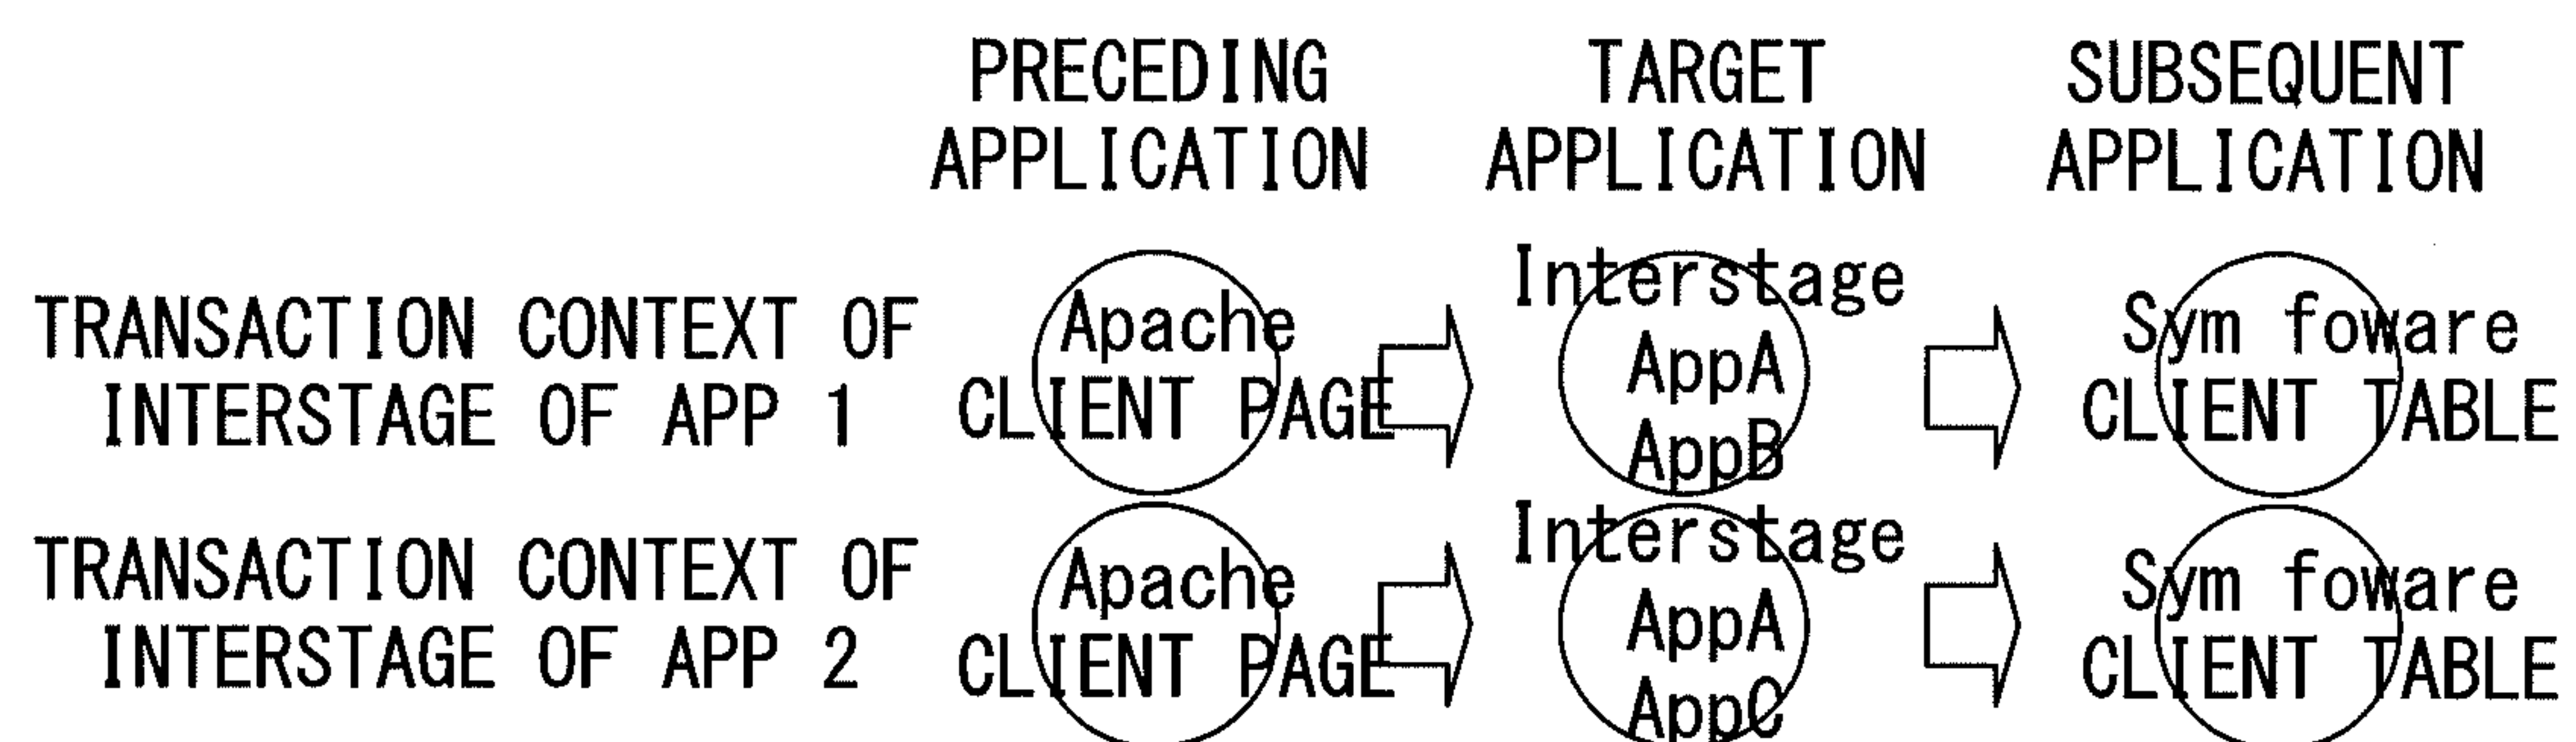 PRECEDING APPLICATION
TARGET APPLICATION
SUBSEQUENT APPLICATION
TRANSACTION CONTEXT OF
INTERSTAGE OF APP 1
Apache
CLIENT PAGE
Interstage
AppA
AppB
Sym foware
CLIENT TABLE
TRANSACTION CONTEXT OF
INTERSTAGE OF APP 2
Apache
CLIENT PAGE
Interstage
AppA
AppC
Sym foware
CLIENT TABLE